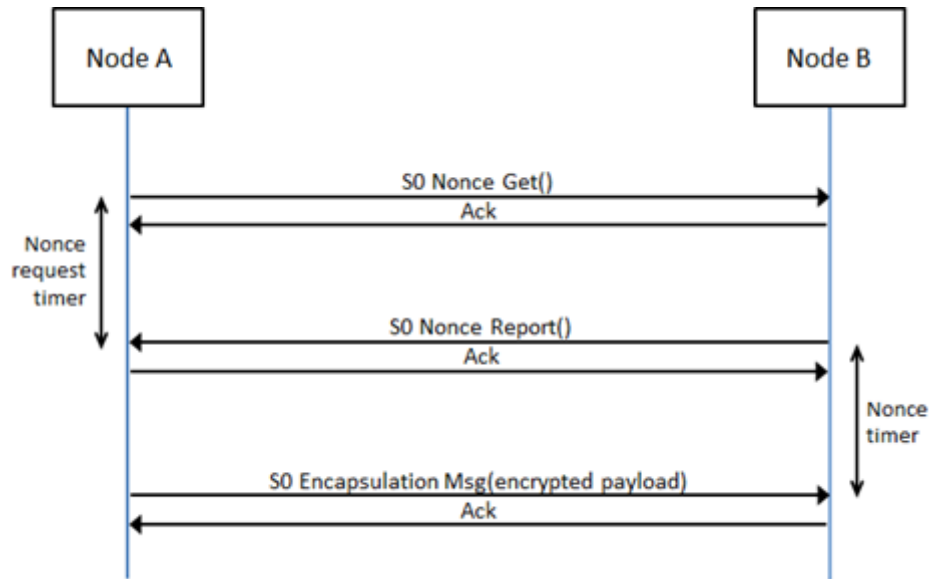 Node A
Node B
S0 Nonce Get()
Ack
Nonce
request
timer
S0 Nonce Report()
Ack
Nonce
timer
S0 Encapsulation Msg(encrypted payload)
Ack